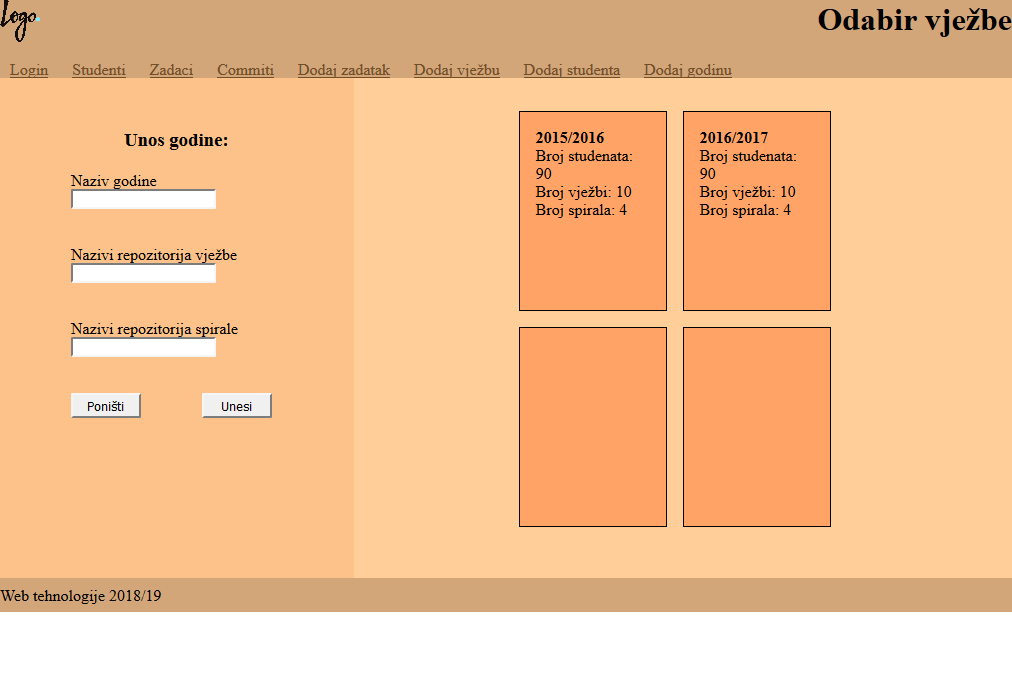 Logo
Odabir vježbe
Login Studenti Zadaci Commiti Dodaj zadatak Dodaj vježbu Dodaj studenta Dodaj godinu
Unos godine:
Naziv godine
Nazivi repozitorija vježbe
Nazivi repozitorija spirale
Poništi Unesi
2015/2016
Broj studenata:
90
Broj vježbi: 10
Broj spirala: 4
2016/2017
Broj studenata:
90
Broj vježbi: 10
Broj spirala: 4
Web tehnologije 2018/19